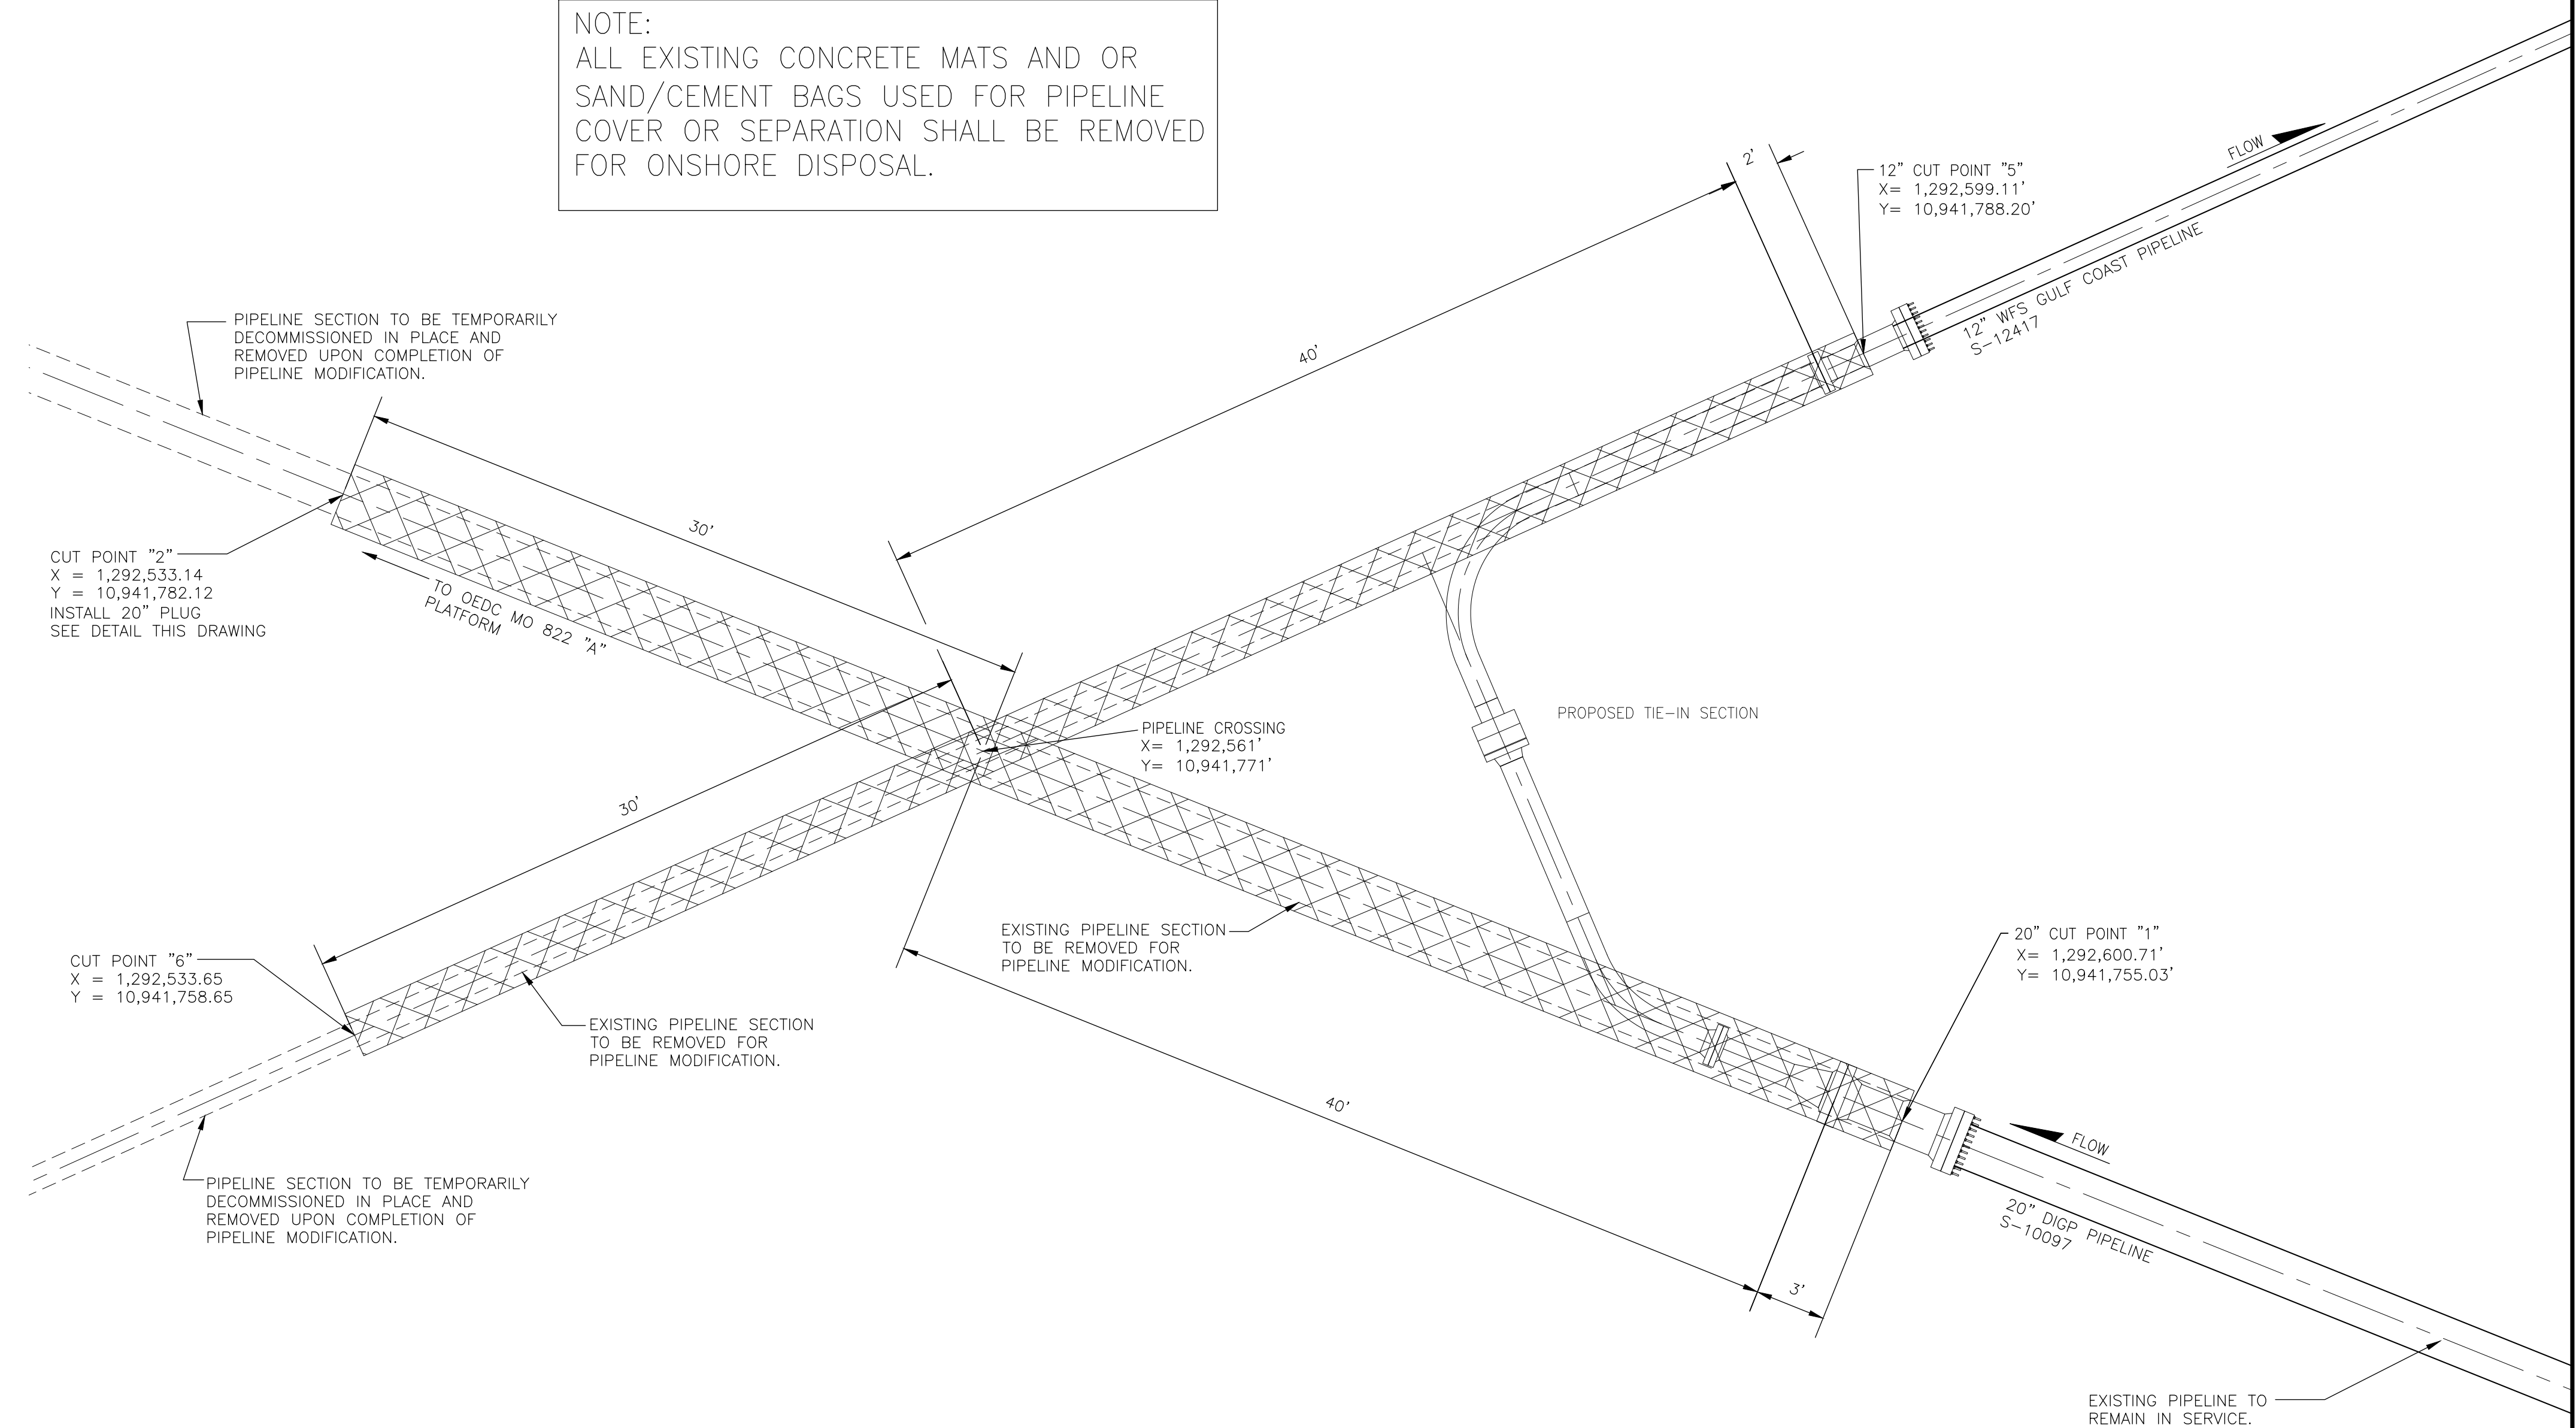 NOTE:
ALL EXISTING CONCRETE MATS AND OR
SAND/CEMENT BAGS USED FOR PIPELINE
COVER OR SEPARATION SHALL BE REMOVED
FOR ONSHORE DISPOSAL.
2'
12" CUT POINT "5"
X= 1,292,599.11'
Y= 10,941,788.20'
FLOW
12" WFS GULF COAST PIPELINE
S-12417
40'
PIPELINE SECTION TO BE TEMPORARILY
DECOMMISSIONED IN PLACE AND
REMOVED UPON COMPLETION OF
PIPELINE MODIFICATION.
30'
CUT POINT "2"
X = 1,292,533.14
Y = 10,941,782.12
INSTALL 20" PLUG
SEE DETAIL THIS DRAWING
TO OEDC MO 822 "A"
PLATFORM
PROPOSED TIE-IN SECTION
PIPELINE CROSSING
X= 1,292,561'
Y= 10,941,771'
30'
EXISTING PIPELINE SECTION
TO BE REMOVED FOR
PIPELINE MODIFICATION.
20" CUT POINT "1"
X= 1,292,600.71'
Y= 10,941,755.03'
CUT POINT "6"
X = 1,292,533.65
Y = 10,941,758.65
EXISTING PIPELINE SECTION
TO BE REMOVED FOR
PIPELINE MODIFICATION.
40'
FLOW
PIPELINE SECTION TO BE TEMPORARILY
DECOMMISSIONED IN PLACE AND
REMOVED UPON COMPLETION OF
PIPELINE MODIFICATION.
20" DIGP PIPELINE
S-10097
3'
EXISTING PIPELINE TO
REMAIN IN SERVICE.